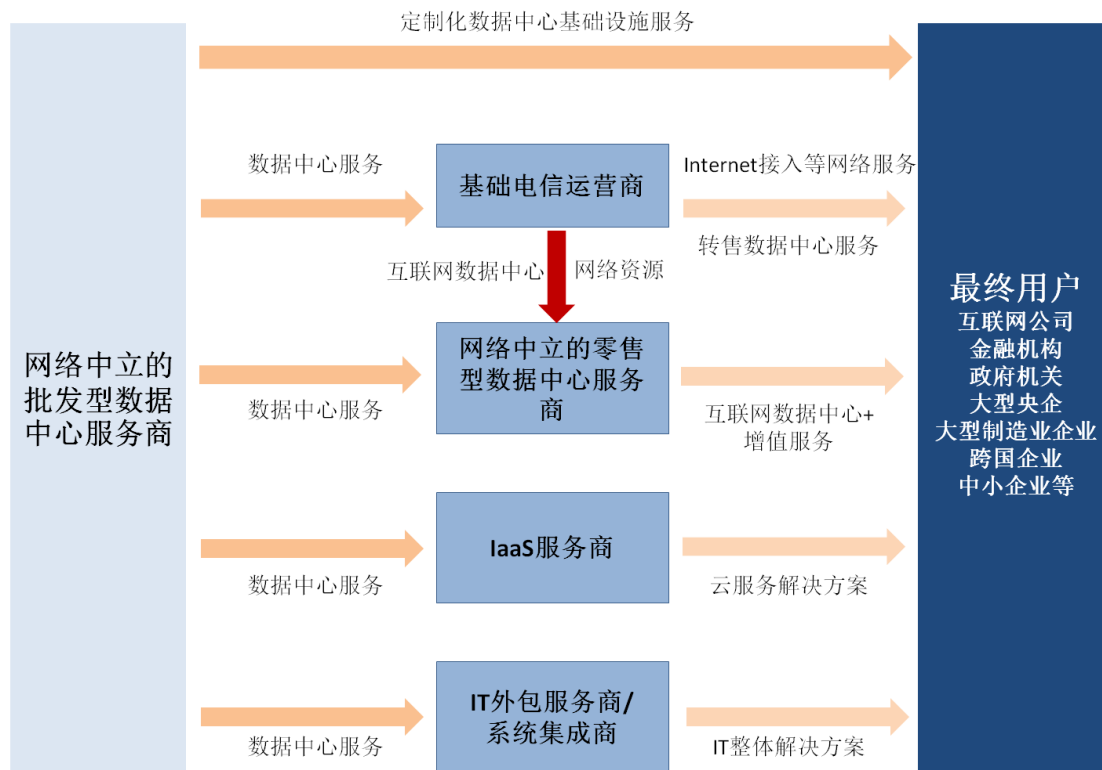 定制化数据中心基础设施服务
数据中心服务
基础电信运营商
Internet接入等网络服务
转售数据中心服务
互联网数据中心
网络资源
网络中立的
批发型数据
中心服务商
数据中心服务
网络中立的零售
型数据中心服务
商
互联网数据中心+
增值服务
最终用户
互联网公司
金融机构
政府机关
大型央企
大型制造业企业
跨国企业
中小企业等
数据中心服务
IaaS服务商
云服务解决方案
数据中心服务
IT外包服务商/
系统集成商
IT整体解决方案